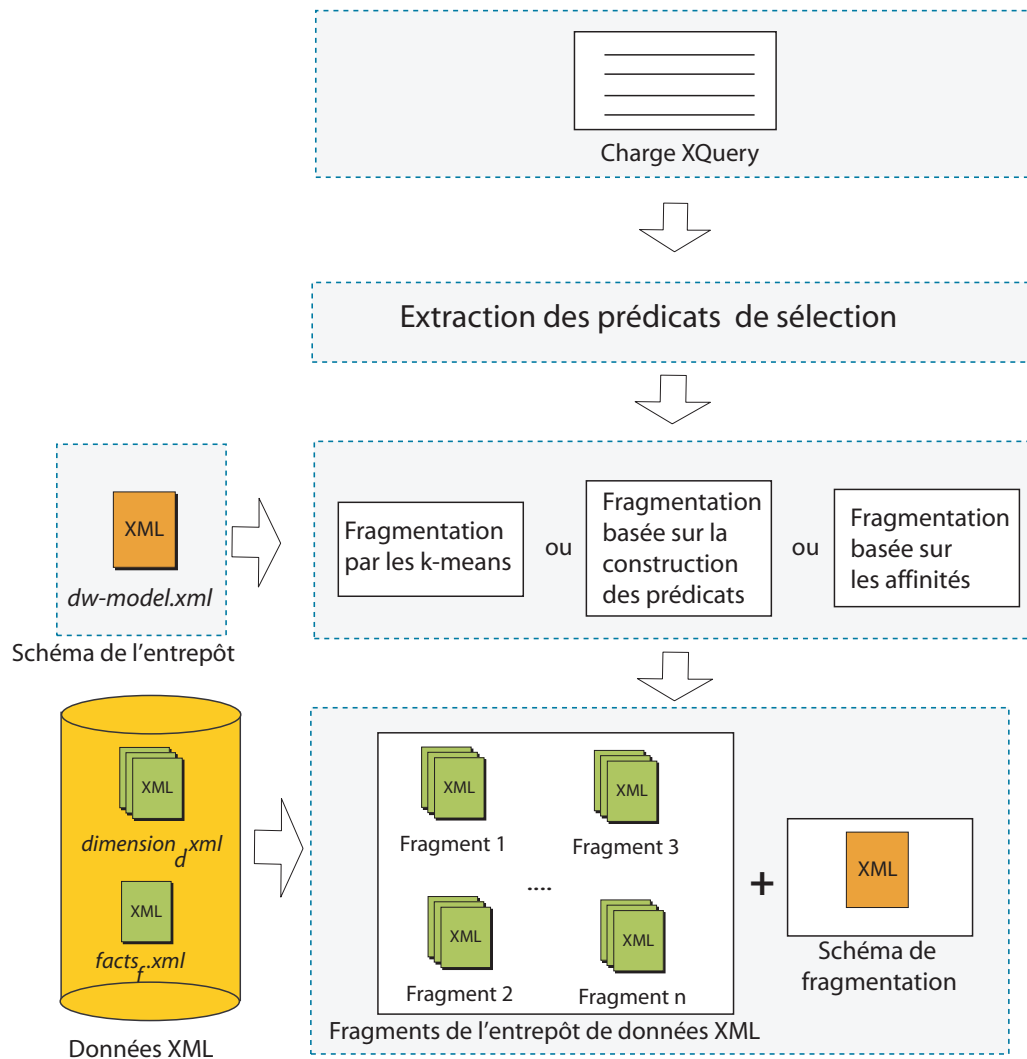 Charge XQuery
Extraction des prédicats de sélection
XML
dw-model.xml
Schéma de l'entrepôt
Fragmentation
par les k-means
ou
Fragmentation
basée sur la
construction
des prédicats
ou
Fragmentation
basée sur
les affinités
XML
dimension_d.xml
XML
facts_f.xml
Données XML
XML
Fragment 1
XML
Fragment 3
....
XML
Fragment 2
XML
Fragment n
Fragments de l'entrepôt de données XML
+
XML
Schéma de
fragmentation